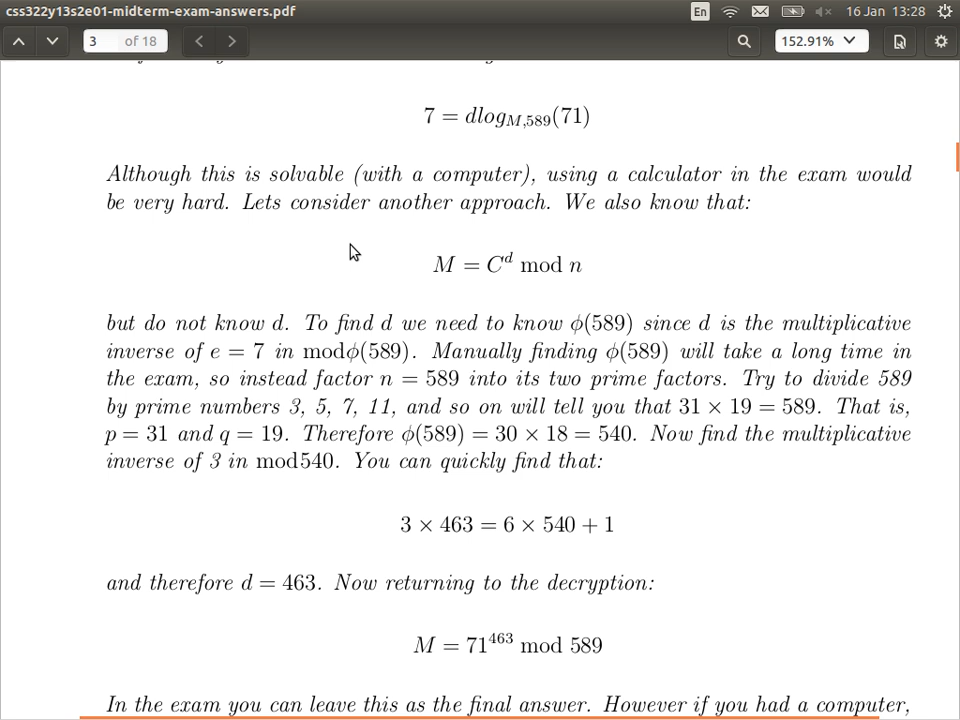 css322y13s2e01-midterm-exam-answers.pdf En 16 Jan 13:28
3 of 18 152.91%
7 = dlog_{M,589}(71)
Although this is solvable (with a computer), using a calculator in the exam would
be very hard. Lets consider another approach. We also know that:
M = C^d mod n
but do not know d. To find d we need to know ϕ(589) since d is the multiplicative
inverse of e = 7 in modϕ(589). Manually finding ϕ(589) will take a long time in
the exam, so instead factor n = 589 into its two prime factors. Try to divide 589
by prime numbers 3, 5, 7, 11, and so on will tell you that 31 × 19 = 589. That is,
p = 31 and q = 19. Therefore ϕ(589) = 30 × 18 = 540. Now find the multiplicative
inverse of 3 in mod540. You can quickly find that:
3 × 463 = 6 × 540 + 1
and therefore d = 463. Now returning to the decryption:
M = 71^{463} mod 589
In the exam you can leave this as the final answer. However if you had a computer,